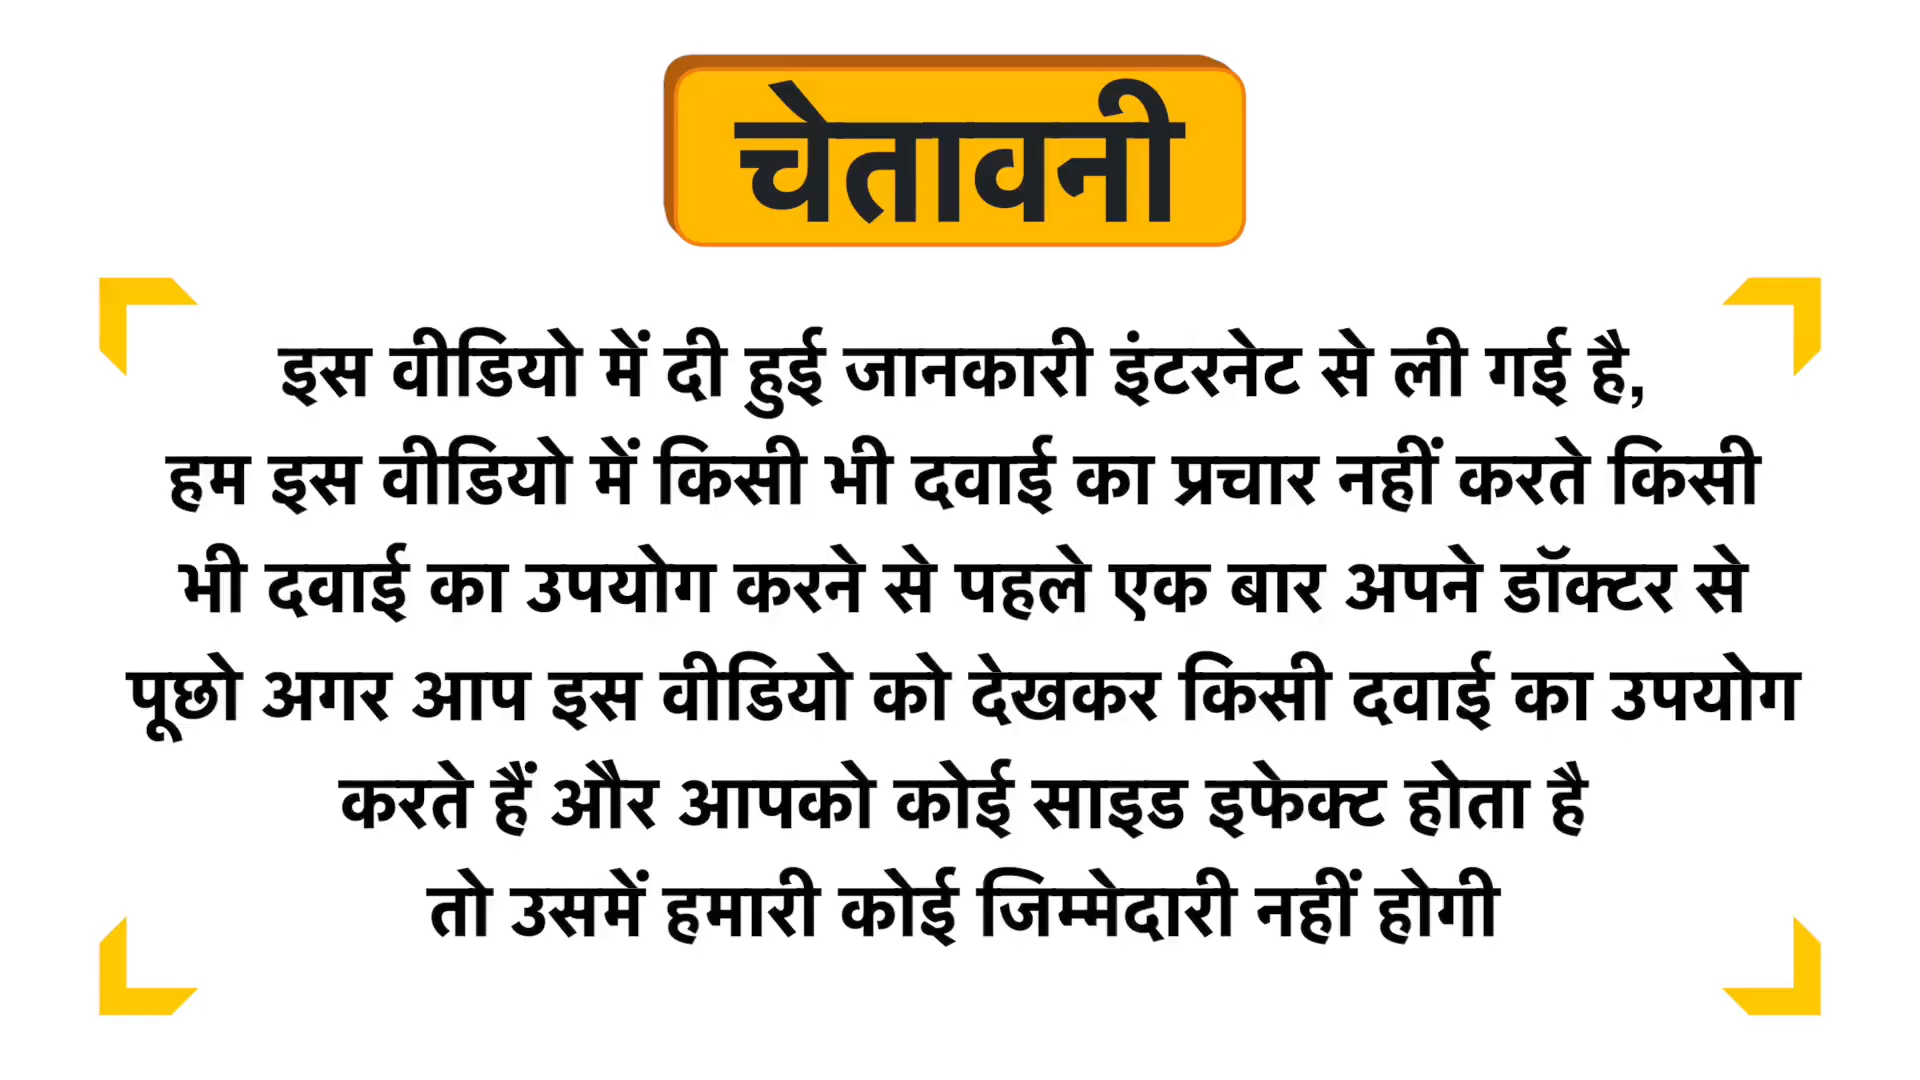 चेतावनी
इस वीडियो में दी हुई जानकारी इंटरनेट से ली गई है,
हम इस वीडियो में किसी भी दवाई का प्रचार नहीं करते किसी
भी दवाई का उपयोग करने से पहले एक बार अपने डॉक्टर से
पूछो अगर आप इस वीडियो को देखकर किसी दवाई का उपयोग
करते हैं और आपको कोई साइड इफेक्ट होता है
तो उसमें हमारी कोई जिम्मेदारी नहीं होगी